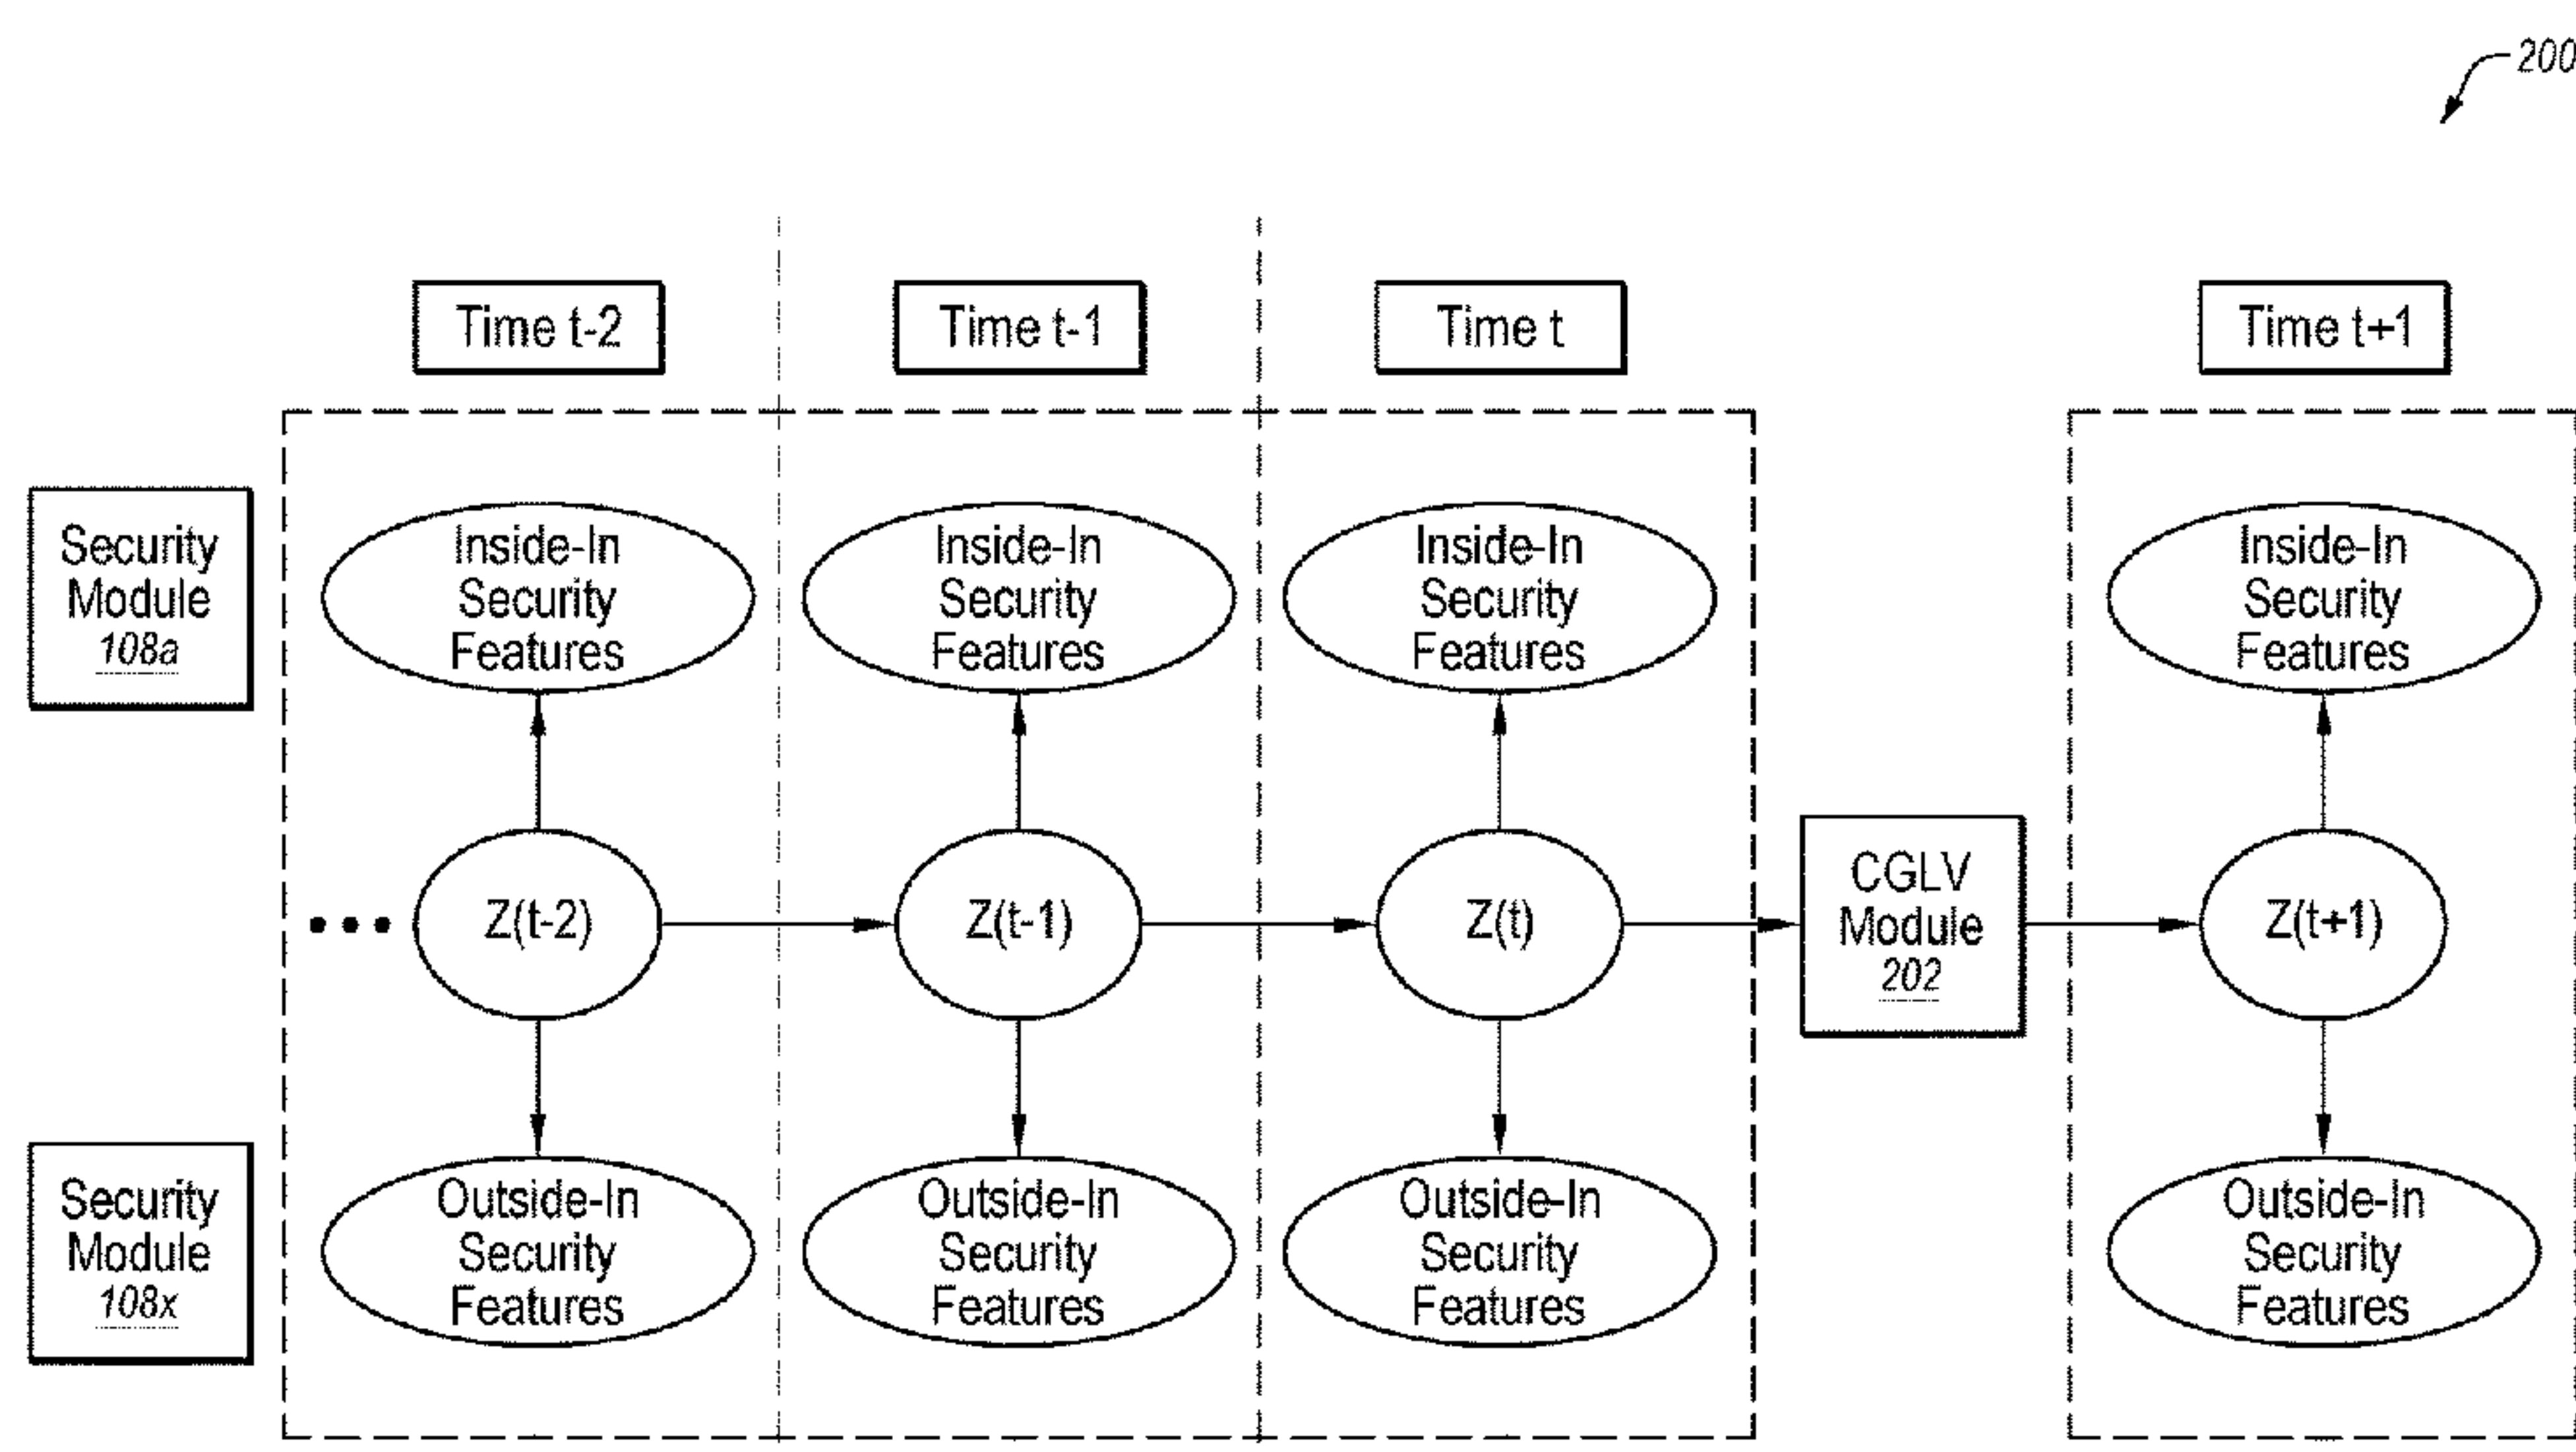 200
Time t-2
Time t-1
Time t
Time t+1
Security
Module
108a
Inside-In
Security
Features
Inside-In
Security
Features
Inside-In
Security
Features
Inside-In
Security
Features
Z(t-2)
Z(t-1)
Z(t)
CGLV
Module
202
Z(t+1)
Security
Module
108x
Outside-In
Security
Features
Outside-In
Security
Features
Outside-In
Security
Features
Outside-In
Security
Features